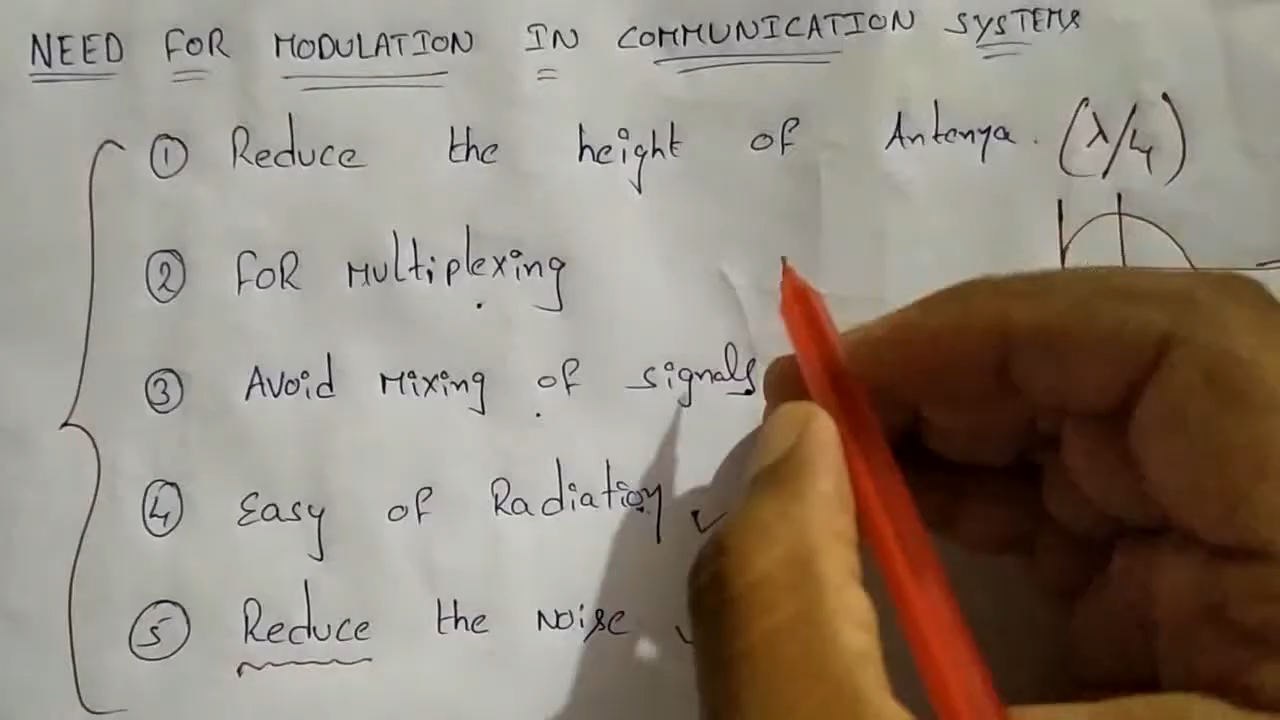 NEED FOR MODULATION IN COMMUNICATION SYSTEMS
① Reduce the height of Antenna. (λ/4)
② FOR Multiplexing
③ Avoid Mixing of signals
④ Easy of Radiation ✓
⑤ Reduce the Noise